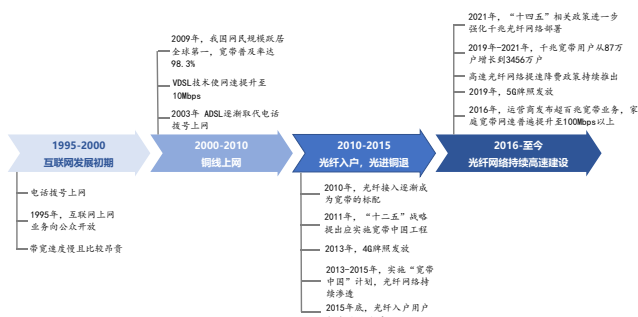 2009年，我国网民规模跃居
全球第一，宽带普及率达
98.3%
VDSL技术使网速提升至
10Mbps
2003年 ADSL逐渐取代电话
拨号上网
2021年，“十四五”相关政策进一步
强化千兆光纤网络部署
2019年-2021年，千兆宽带用户从87万
户增长到3456万户
高速光纤网络提速降费政策持续推出
2019年，5G牌照发放
2016年，运营商发布超百兆宽带业务，家
庭宽带网速普遍提升至100Mbps以上
1995-2000
互联网发展初期
2000-2010
铜线上网
2010-2015
光纤入户，光进铜退
2016-至今
光纤网络持续高速建设
电话拨号上网
1995年，互联网上网
业务向公众开放
带宽速度慢且比较昂贵
2010年，光纤接入逐渐成
为宽带的标配
2011年，“十二五”战略
提出应实施宽带中国工程
2013年，4G牌照发放
2013-2015年，实施“宽带
中国”计划，光纤网络持
续渗透
2015年底，光纤入户用户